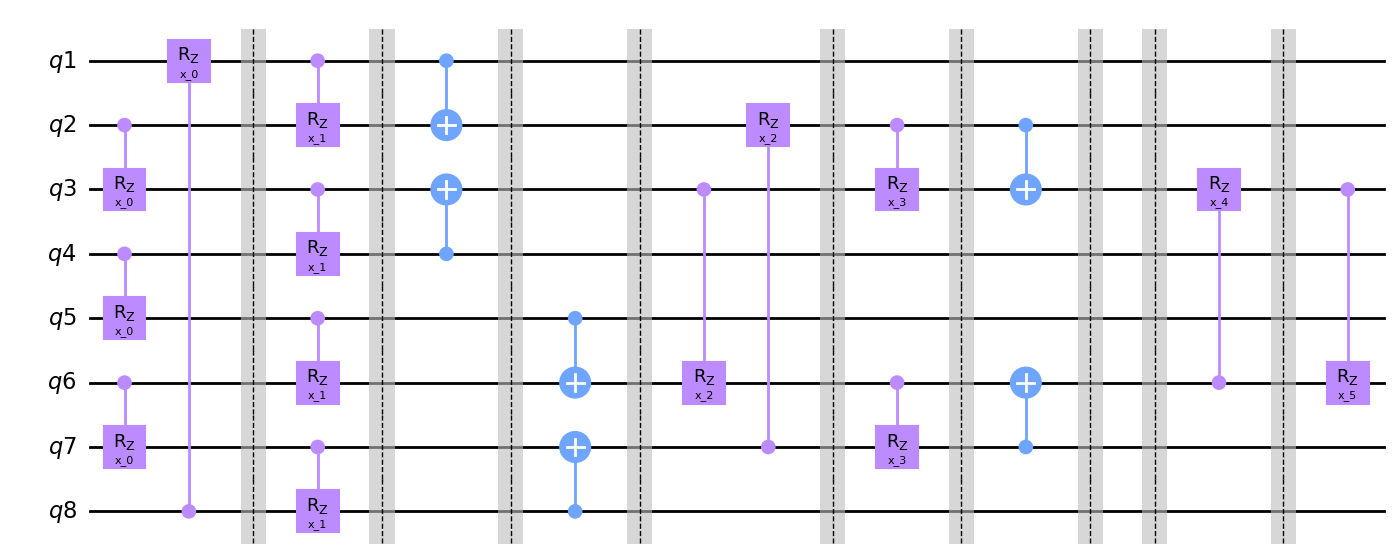 q1 R_Z x_0
q2 R_Z x_1 R_Z x_2
q3 R_Z x_0 R_Z x_3 R_Z x_4
q4 R_Z x_1
q5 R_Z x_0
q6 R_Z x_1 R_Z x_2 R_Z x_5
q7 R_Z x_0 R_Z x_3
q8 R_Z x_1